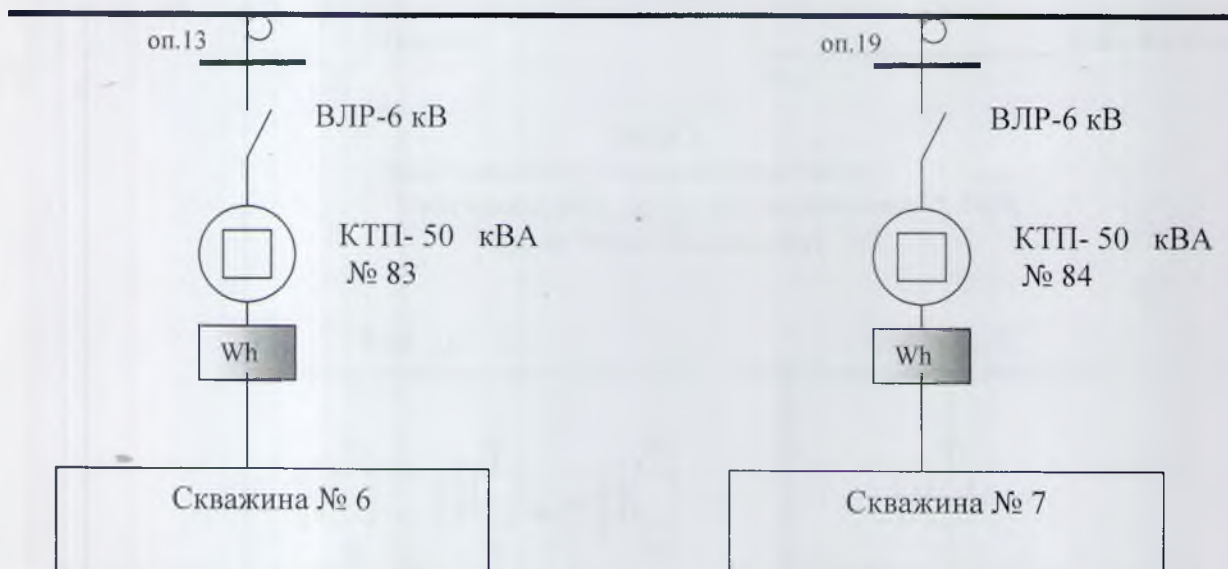 оп.13
ВЛР-6 кВ
КТП- 50 кВА
№ 83
Wh
Скважина № 6
оп.19
ВЛР-6 кВ
КТП- 50 кВА
№ 84
Wh
Скважина № 7